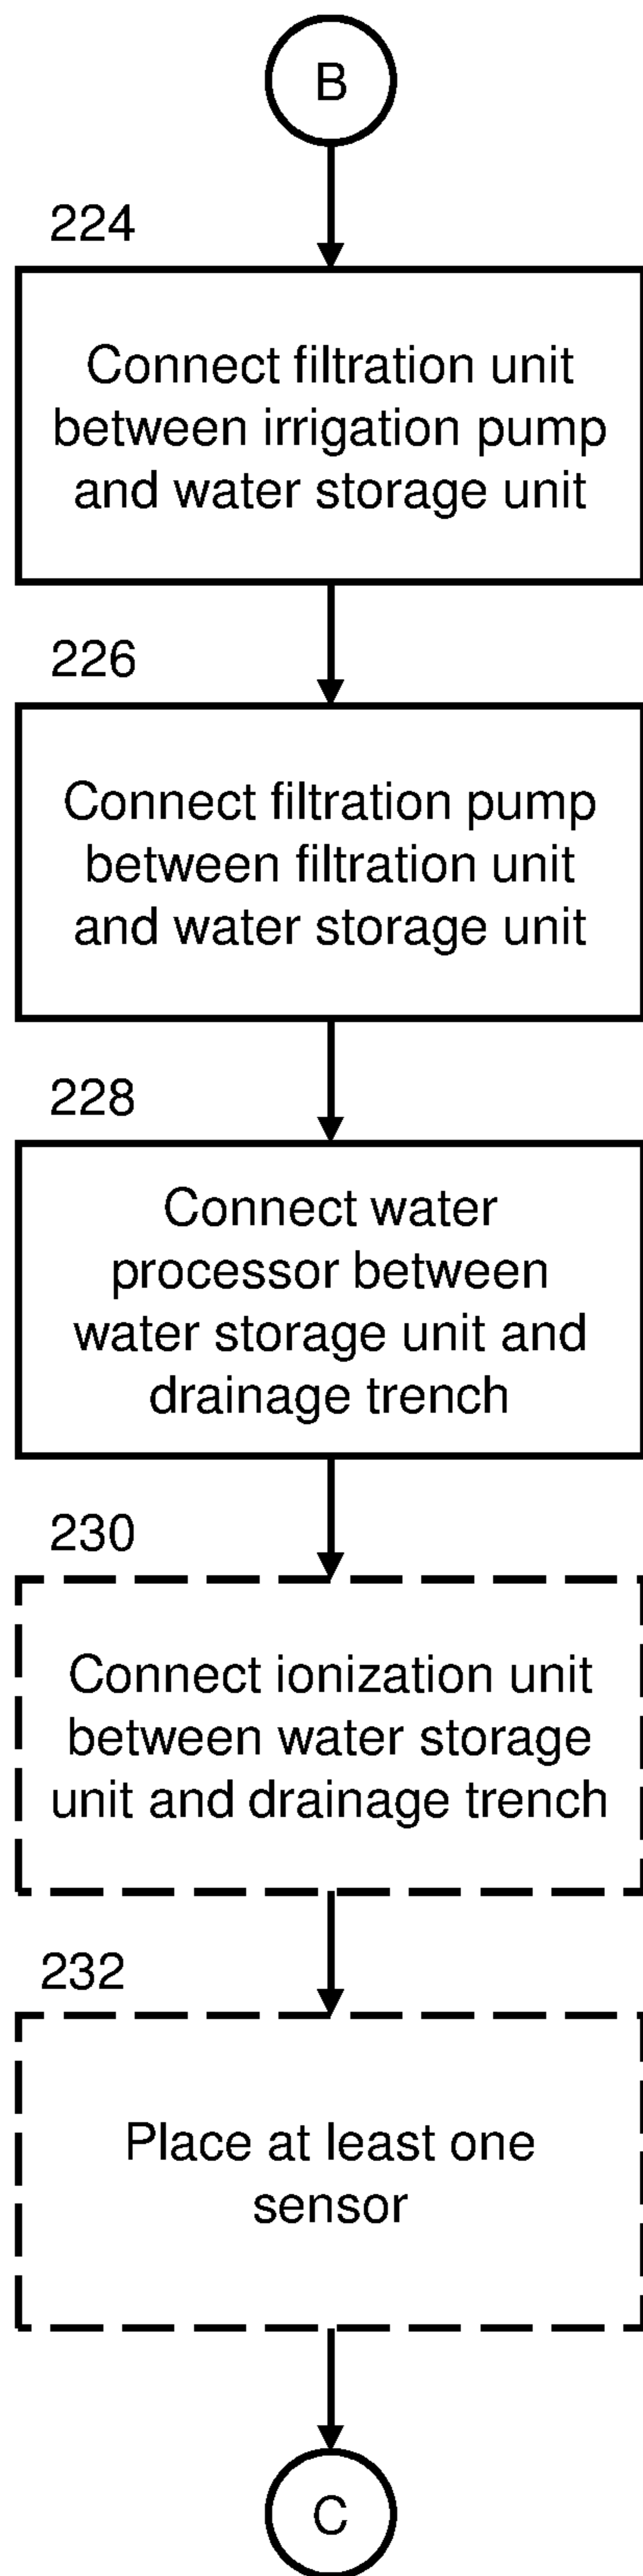 B
224
Connect filtration unit
between irrigation pump
and water storage unit
226
Connect filtration pump
between filtration unit
and water storage unit
228
Connect water
processor between
water storage unit and
drainage trench
230
Connect ionization unit
between water storage
unit and drainage trench
232
Place at least one
sensor
C